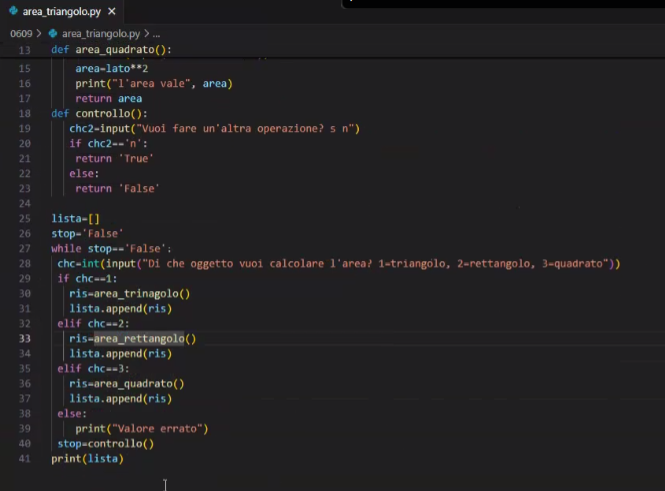 area_triangolo.py ×
0609 > area_triangolo.py > ...
13 def area_quadrato():
15 area=lato**2
16 print("l'area vale", area)
17 return area
18 def controllo():
19 chc2=input("Vuoi fare un'altra operazione? s n")
20 if chc2=='n':
21 return 'True'
22 else:
23 return 'False'
24
25 lista=[]
26 stop='False'
27 while stop=='False':
28 chc=int(input("Di che oggetto vuoi calcolare l'area? 1=triangolo, 2=rettangolo, 3=quadrato"))
29 if chc==1:
30 ris=area_trinagolo()
31 lista.append(ris)
32 elif chc==2:
33 ris=area_rettangolo()
34 lista.append(ris)
35 elif chc==3:
36 ris=area_quadrato()
37 lista.append(ris)
38 else:
39 print("Valore errato")
40 stop=controllo()
41 print(lista)